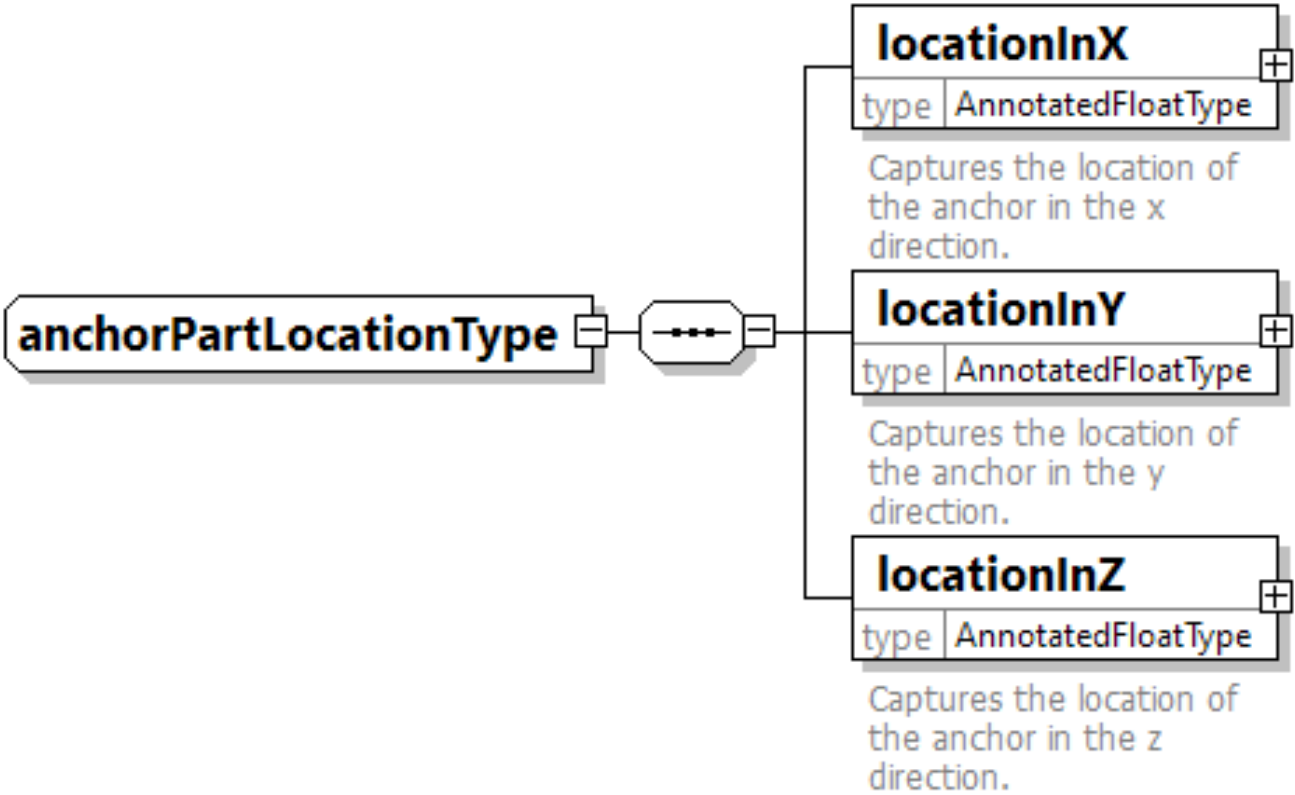 locationInX
type AnnotatedFloatType
Captures the location of
the anchor in the x
direction.
anchorPartLocationType
locationInY
type AnnotatedFloatType
Captures the location of
the anchor in the y
direction.
locationInZ
type AnnotatedFloatType
Captures the location of
the anchor in the z
direction.